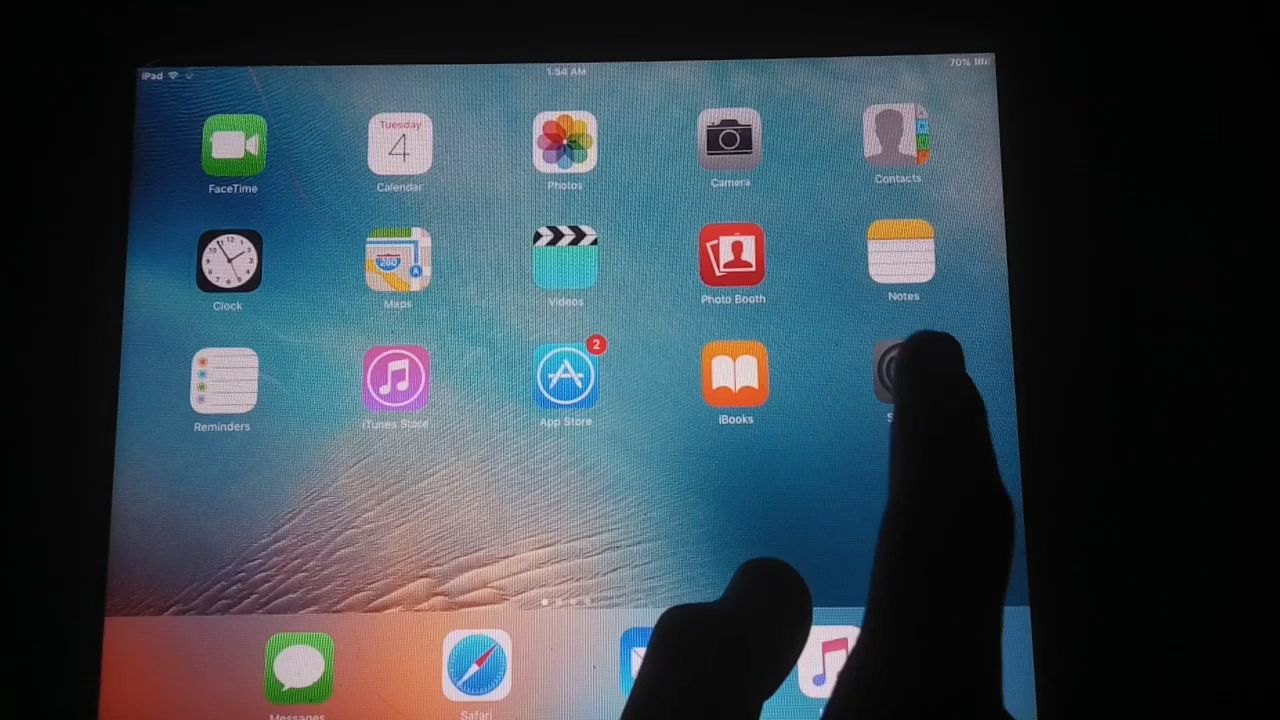 iPad 1:54 AM 70%
FaceTime
Tuesday
4
Calendar
Photos
Camera
Contacts
Clock
280
Maps
Videos
Photo Booth
Notes
Reminders
iTunes Store
2
App Store
iBooks
Messages
Safari